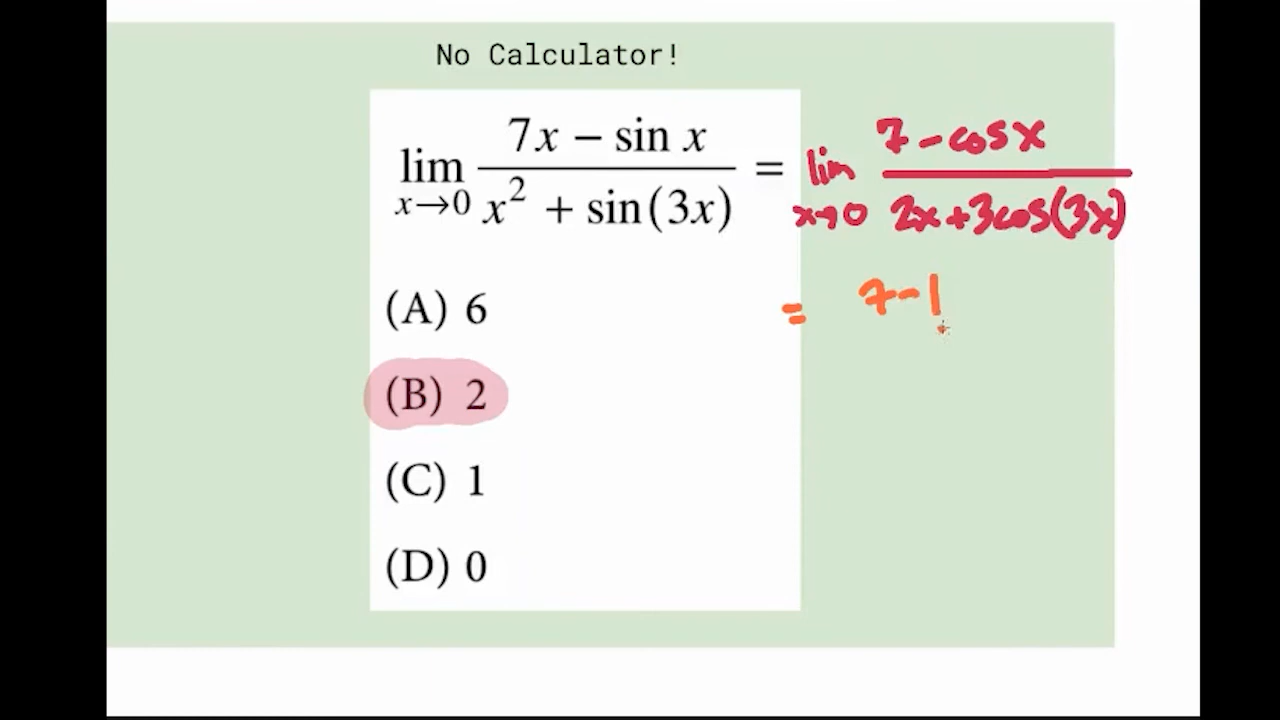 No Calculator!
lim x→0 (7x − sin x)/(x² + sin(3x)) = lim x→0 (7 - cos x)/(2x + 3cos(3x))
= 7 - 1
(A) 6
(B) 2
(C) 1
(D) 0